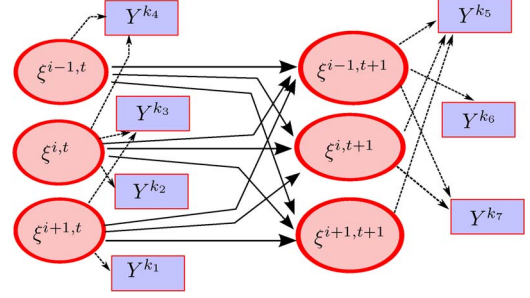 Y^{k_4}
Y^{k_5}
ξ^{i−1,t}
ξ^{i−1,t+1}
Y^{k_3}
Y^{k_6}
ξ^{i,t}
ξ^{i,t+1}
Y^{k_2}
Y^{k_7}
ξ^{i+1,t}
ξ^{i+1,t+1}
Y^{k_1}